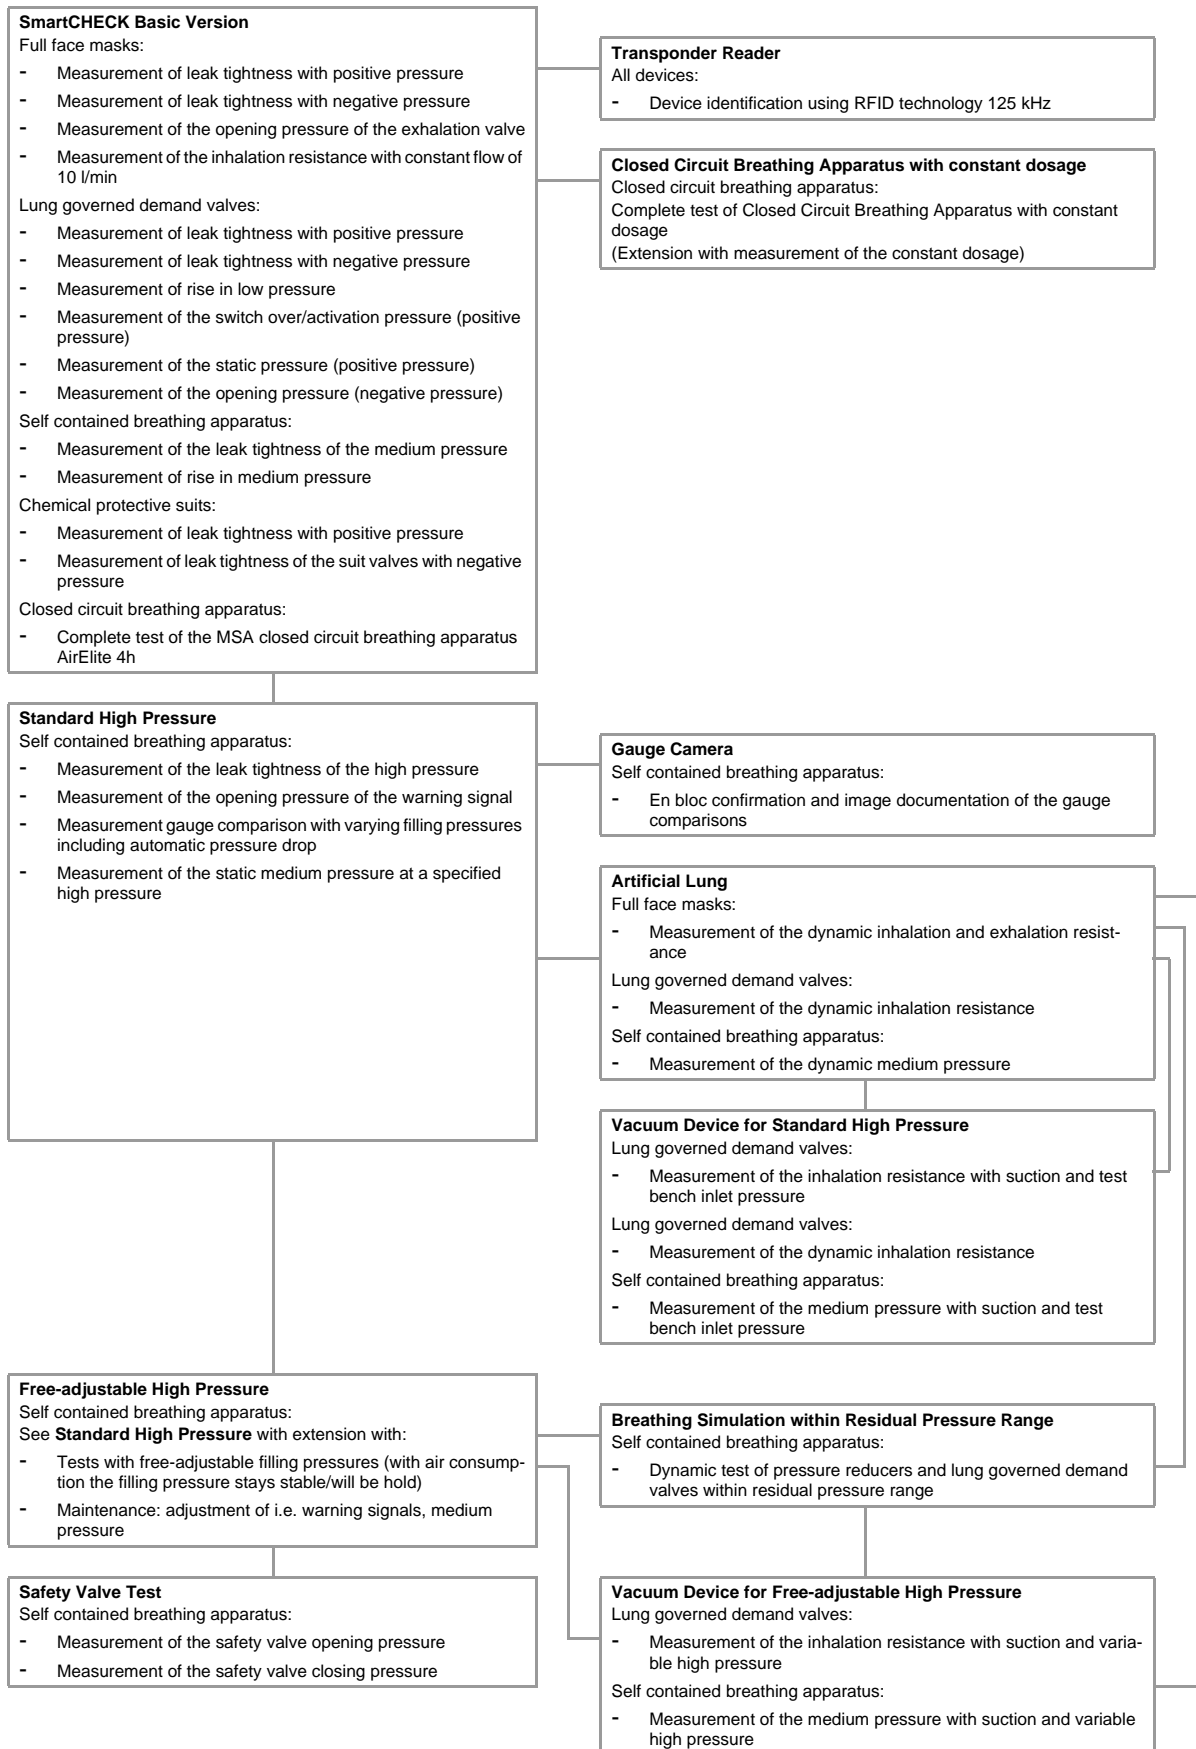 SmartCHECK Basic Version
Full face masks:
- Measurement of leak tightness with positive pressure
- Measurement of leak tightness with negative pressure
- Measurement of the opening pressure of the exhalation valve
- Measurement of the inhalation resistance with constant flow of
10 l/min
Lung governed demand valves:
- Measurement of leak tightness with positive pressure
- Measurement of leak tightness with negative pressure
- Measurement of rise in low pressure
- Measurement of the switch over/activation pressure (positive
pressure)
- Measurement of the static pressure (positive pressure)
- Measurement of the opening pressure (negative pressure)
Self contained breathing apparatus:
- Measurement of the leak tightness of the medium pressure
- Measurement of rise in medium pressure
Chemical protective suits:
- Measurement of leak tightness with positive pressure
- Measurement of leak tightness of the suit valves with negative
pressure
Closed circuit breathing apparatus:
- Complete test of the MSA closed circuit breathing apparatus
AirElite 4h
Transponder Reader
All devices:
- Device identification using RFID technology 125 kHz
Closed Circuit Breathing Apparatus with constant dosage
Closed circuit breathing apparatus:
Complete test of Closed Circuit Breathing Apparatus with constant
dosage
(Extension with measurement of the constant dosage)
Standard High Pressure
Self contained breathing apparatus:
- Measurement of the leak tightness of the high pressure
- Measurement of the opening pressure of the warning signal
- Measurement gauge comparison with varying filling pressures
including automatic pressure drop
- Measurement of the static medium pressure at a specified
high pressure
Gauge Camera
Self contained breathing apparatus:
- En bloc confirmation and image documentation of the gauge
comparisons
Artificial Lung
Full face masks:
- Measurement of the dynamic inhalation and exhalation resist-
ance
Lung governed demand valves:
- Measurement of the dynamic inhalation resistance
Self contained breathing apparatus:
- Measurement of the dynamic medium pressure
Vacuum Device for Standard High Pressure
Lung governed demand valves:
- Measurement of the inhalation resistance with suction and test
bench inlet pressure
Lung governed demand valves:
- Measurement of the dynamic inhalation resistance
Self contained breathing apparatus:
- Measurement of the medium pressure with suction and test
bench inlet pressure
Free-adjustable High Pressure
Self contained breathing apparatus:
See Standard High Pressure with extension with:
- Tests with free-adjustable filling pressures (with air consump-
tion the filling pressure stays stable/will be hold)
- Maintenance: adjustment of i.e. warning signals, medium
pressure
Breathing Simulation within Residual Pressure Range
Self contained breathing apparatus:
- Dynamic test of pressure reducers and lung governed demand
valves within residual pressure range
Safety Valve Test
Self contained breathing apparatus:
- Measurement of the safety valve opening pressure
- Measurement of the safety valve closing pressure
Vacuum Device for Free-adjustable High Pressure
Lung governed demand valves:
- Measurement of the inhalation resistance with suction and varia-
ble high pressure
Self contained breathing apparatus:
- Measurement of the medium pressure with suction and variable
high pressure